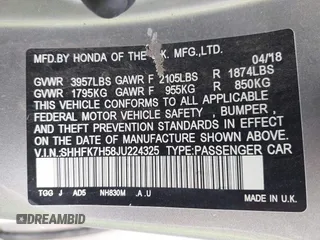 MFD.BY HONDA OF THE U.K. MFG.,LTD. 04/18
GVWR 3957LBS GAWR F 2105LBS R 1874LBS
GVWR 1795KG GAWR F 955KG R 850KG
THIS VEHICLE CONFORMS TO ALL APPLICABLE
FEDERAL MOTOR VEHICLE SAFETY, BUMPER,
AND THEFT PREVENTION STANDARDS IN EFFECT
ON THE DATE OF MANUFACTURE SHOWN ABOVE.
V.I.N.:SHHFK7H58JU224325 TYPE:PASSENGER CAR
TGG J AD5 NH830M .A .U
MADE IN U.K.
DREAMBID